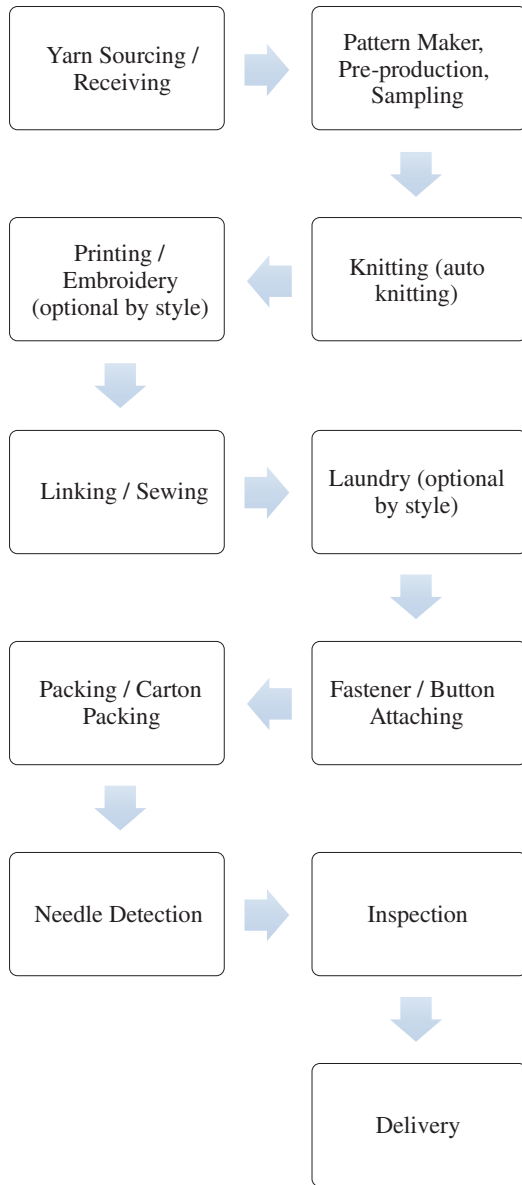 Yarn Sourcing /
Receiving
Pattern Maker,
Pre-production,
Sampling
Knitting (auto
knitting)
Printing /
Embroidery
(optional by style)
Linking / Sewing
Laundry (optional
by style)
Fastener / Button
Attaching
Packing / Carton
Packing
Needle Detection
Inspection
Delivery